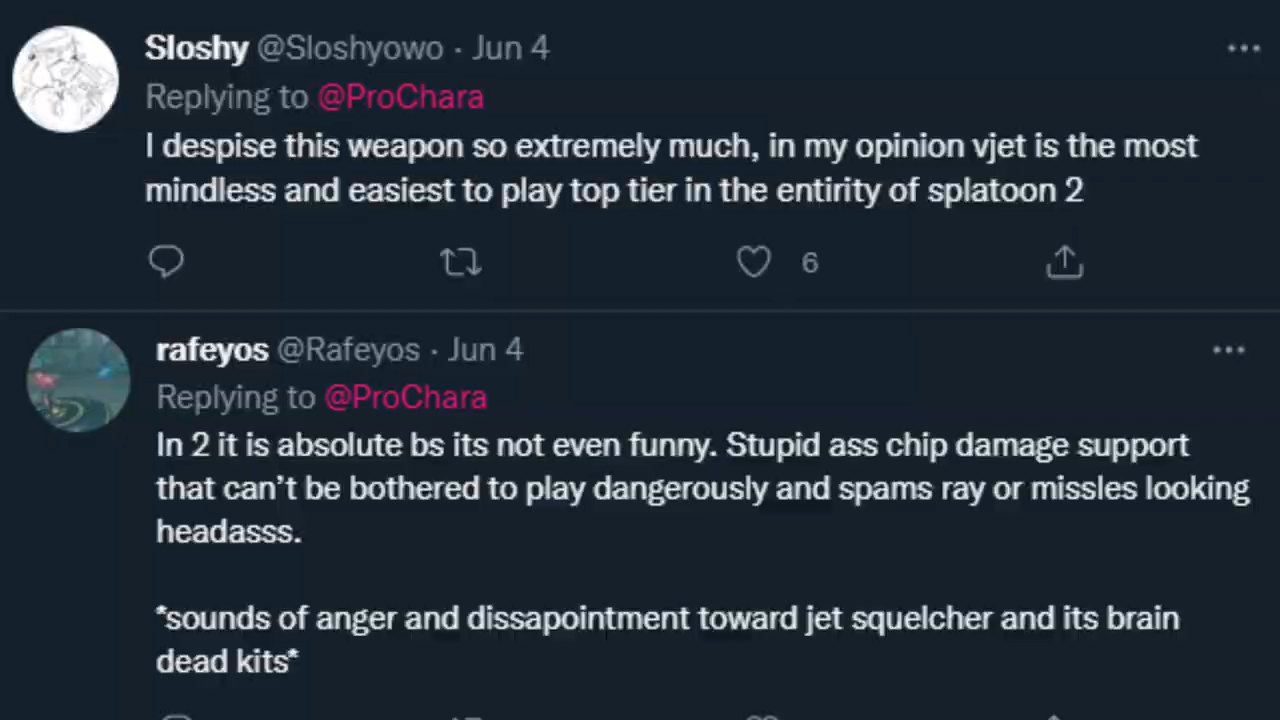 Sloshy @Sloshyowo · Jun 4
Replying to @ProChara
I despise this weapon so extremely much, in my opinion vjet is the most
mindless and easiest to play top tier in the entirity of splatoon 2
6
rafeyos @Rafeyos · Jun 4
Replying to @ProChara
In 2 it is absolute bs its not even funny. Stupid ass chip damage support
that can’t be bothered to play dangerously and spams ray or missles looking
headasss.
*sounds of anger and dissapointment toward jet squelcher and its brain
dead kits*